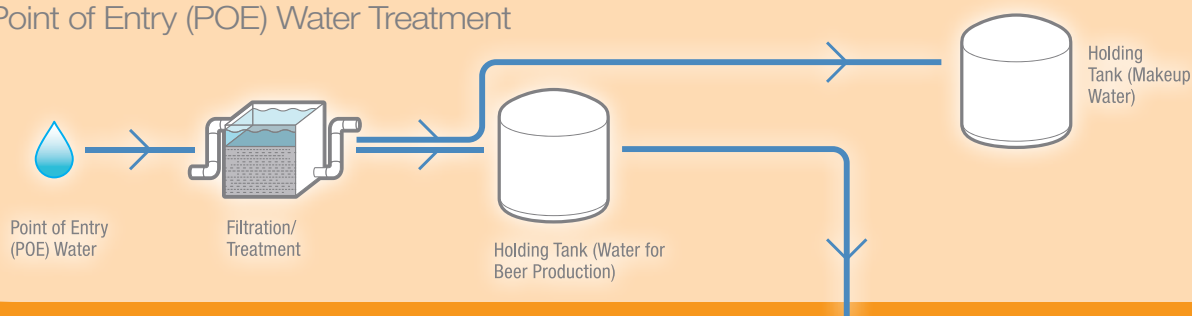 Point of Entry (POE) Water Treatment
Holding
Tank (Makeup
Water)
Point of Entry
(POE) Water
Filtration/
Treatment
Holding Tank (Water for
Beer Production)